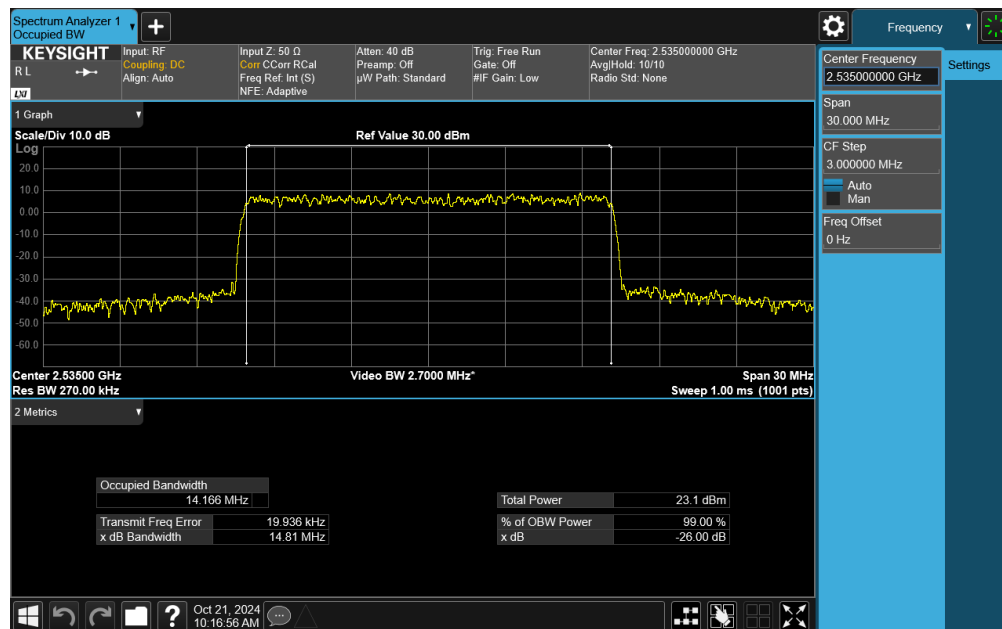 Spectrum Analyzer 1
Occupied BW
Frequency
KEYSIGHT
R L
LXI
Input: RF
Coupling: DC
Align: Auto
Input Z: 50 Ω
Corr CCorr RCal
Freq Ref: Int (S)
NFE: Adaptive
Atten: 40 dB
Preamp: Off
µW Path: Standard
Trig: Free Run
Gate: Off
#IF Gain: Low
Center Freq: 2.535000000 GHz
Avg|Hold: 10/10
Radio Std: None
Center Frequency
2.535000000 GHz
Settings
Span
30.000 MHz
CF Step
3.000000 MHz
Auto
Man
Freq Offset
0 Hz
1 Graph
Scale/Div 10.0 dB
Ref Value 30.00 dBm
Log
20.0
10.0
0.00
-10.0
-20.0
-30.0
-40.0
-50.0
-60.0
Center 2.53500 GHz
Video BW 2.7000 MHz*
Span 30 MHz
Res BW 270.00 kHz
Sweep 1.00 ms (1001 pts)
2 Metrics
Occupied Bandwidth
14.166 MHz
Total Power 23.1 dBm
Transmit Freq Error 19.936 kHz
% of OBW Power 99.00 %
x dB Bandwidth 14.81 MHz
x dB -26.00 dB
?
Oct 21, 2024
10:16:56 AM